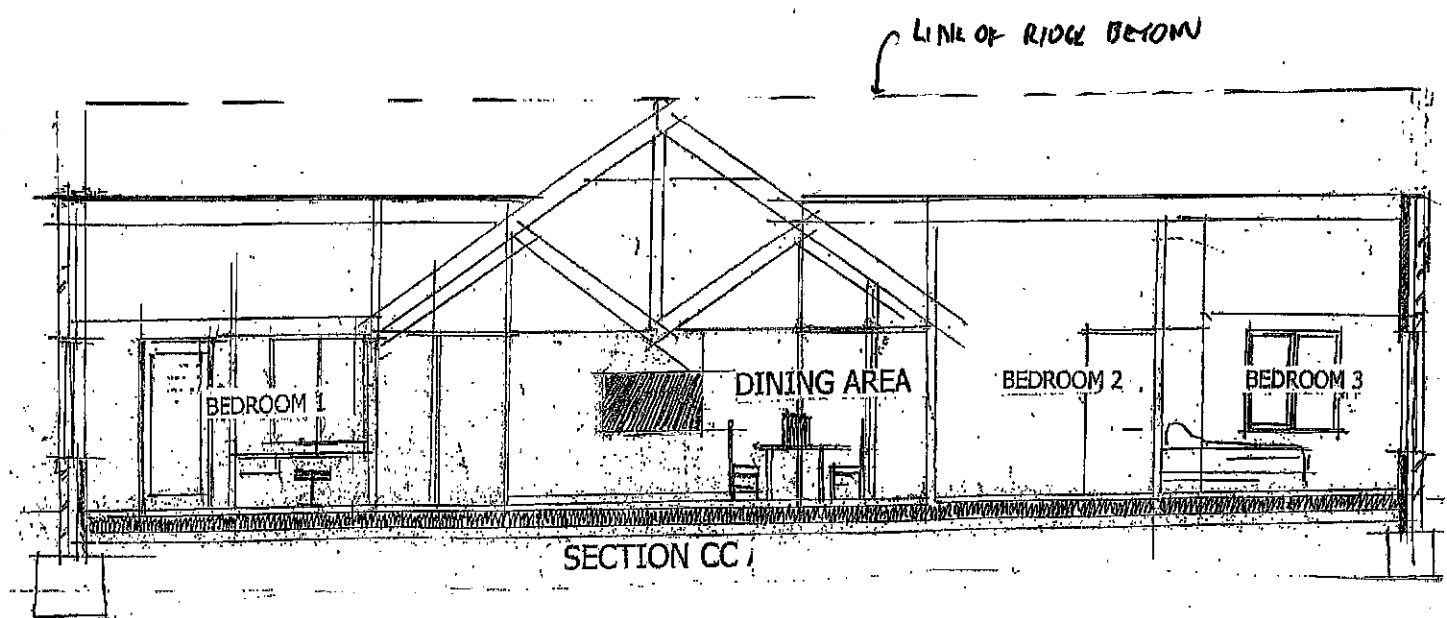 LINE OF RIDGE BEYOND
BEDROOM 1
DINING AREA
BEDROOM 2
BEDROOM 3
SECTION CC